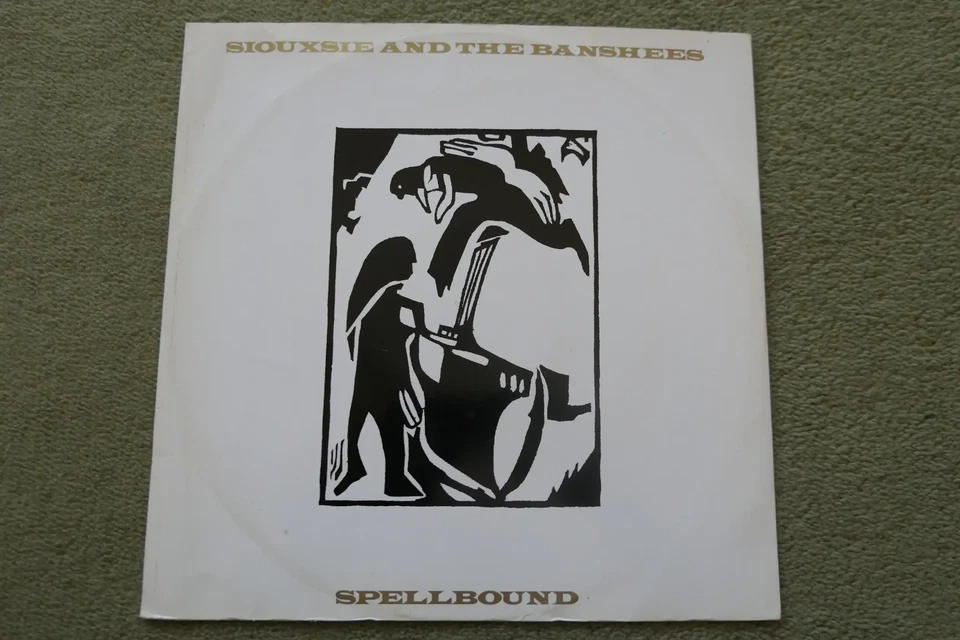 SIOUXSIE AND THE BANSHEES
SPELLBOUND